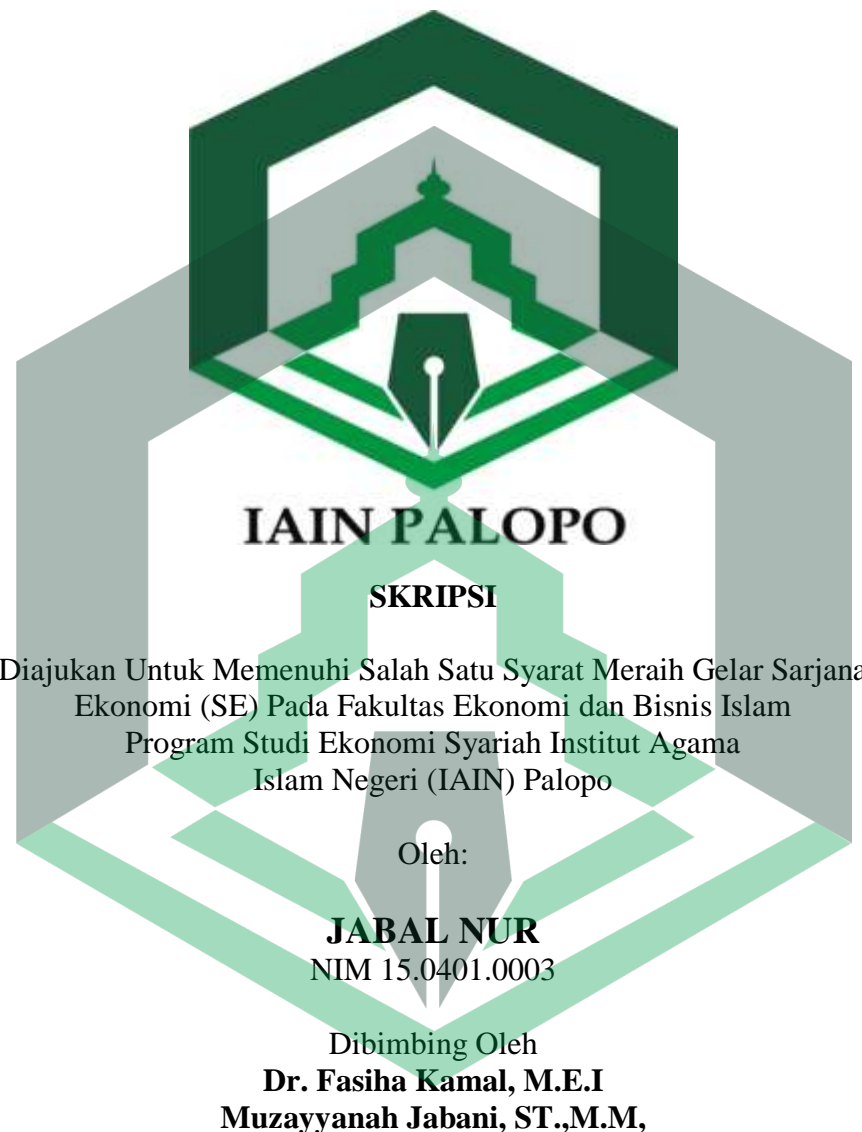 IAIN PALOPO
SKRIPSI
Diajukan Untuk Memenuhi Salah Satu Syarat Meraih Gelar Sarjana
Ekonomi (SE) Pada Fakultas Ekonomi dan Bisnis Islam
Program Studi Ekonomi Syariah Institut Agama
Islam Negeri (IAIN) Palopo
Oleh:
JABAL NUR
NIM 15.0401.0003
Dibimbing Oleh
Dr. Fasiha Kamal, M.E.I
Muzayyanah Jabani, ST.,M.M,